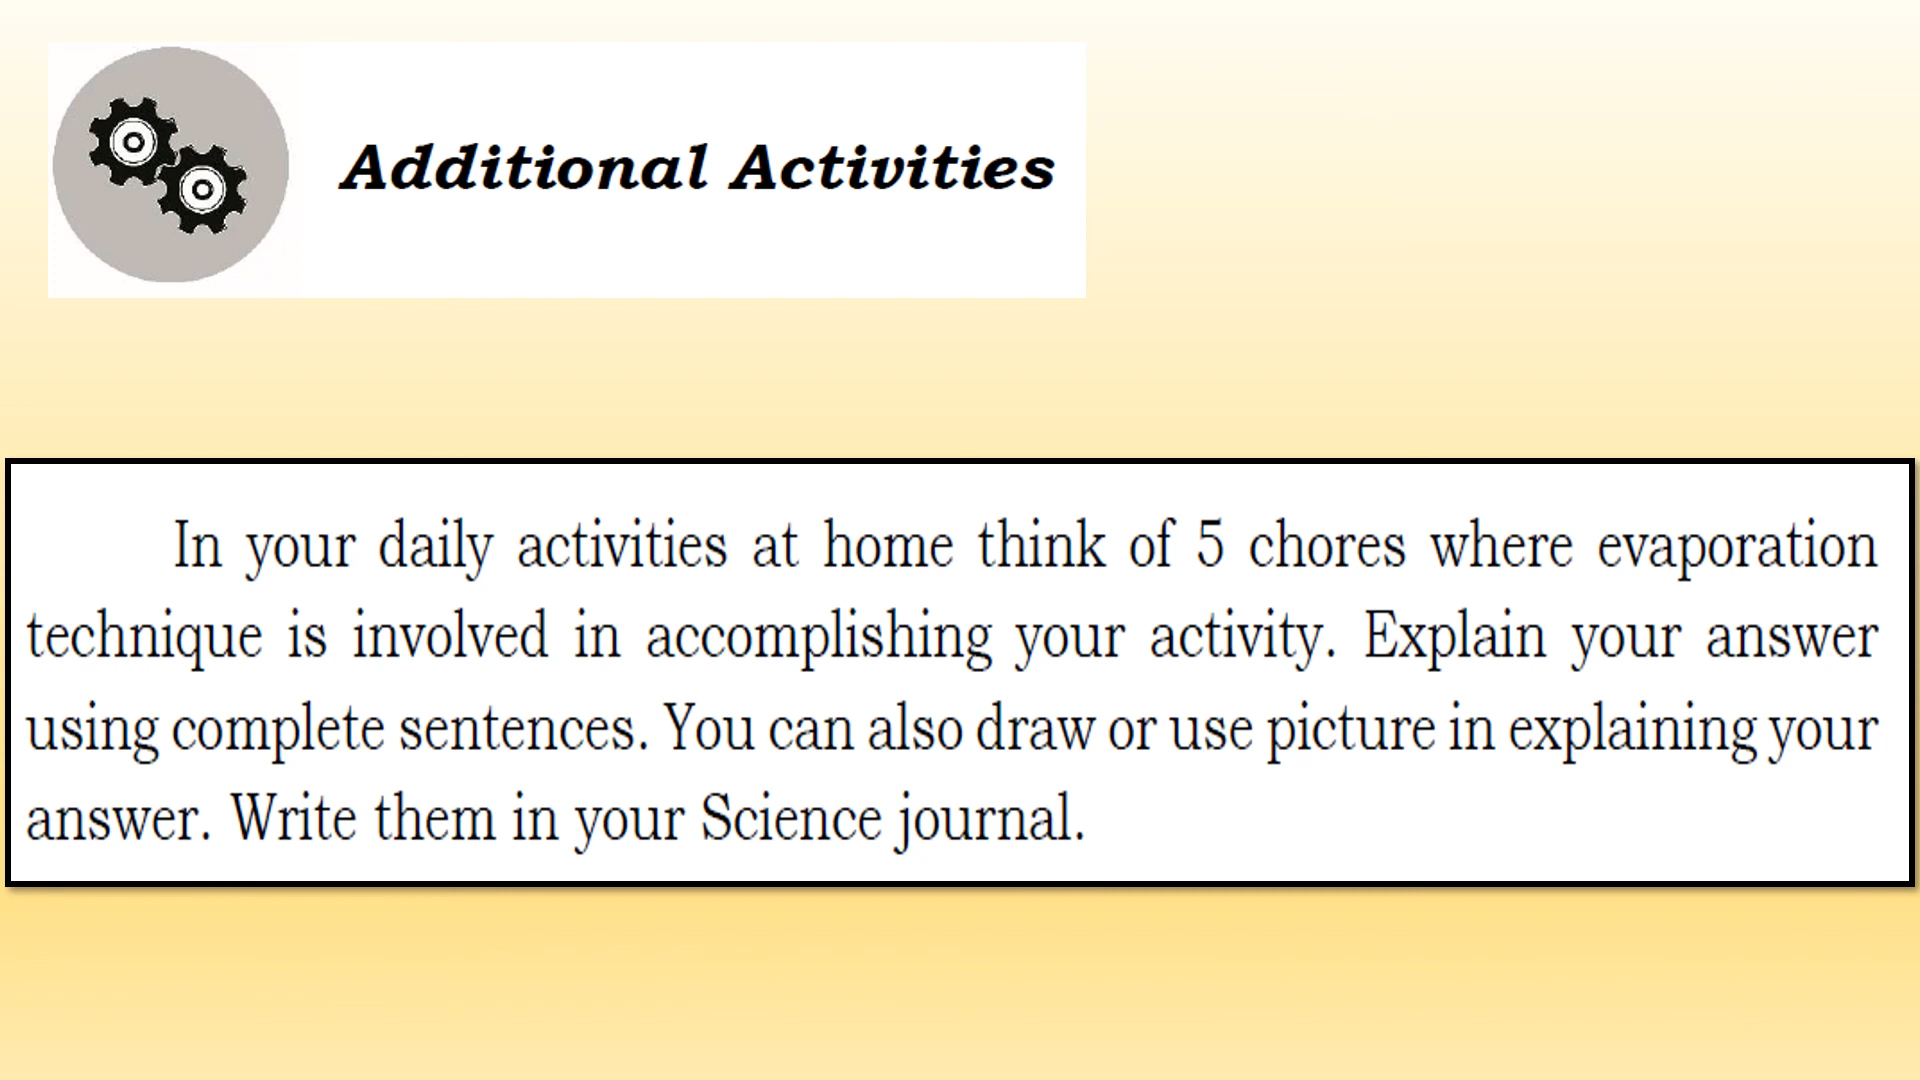 Additional Activities
In your daily activities at home think of 5 chores where evaporation
technique is involved in accomplishing your activity. Explain your answer
using complete sentences. You can also draw or use picture in explaining your
answer. Write them in your Science journal.